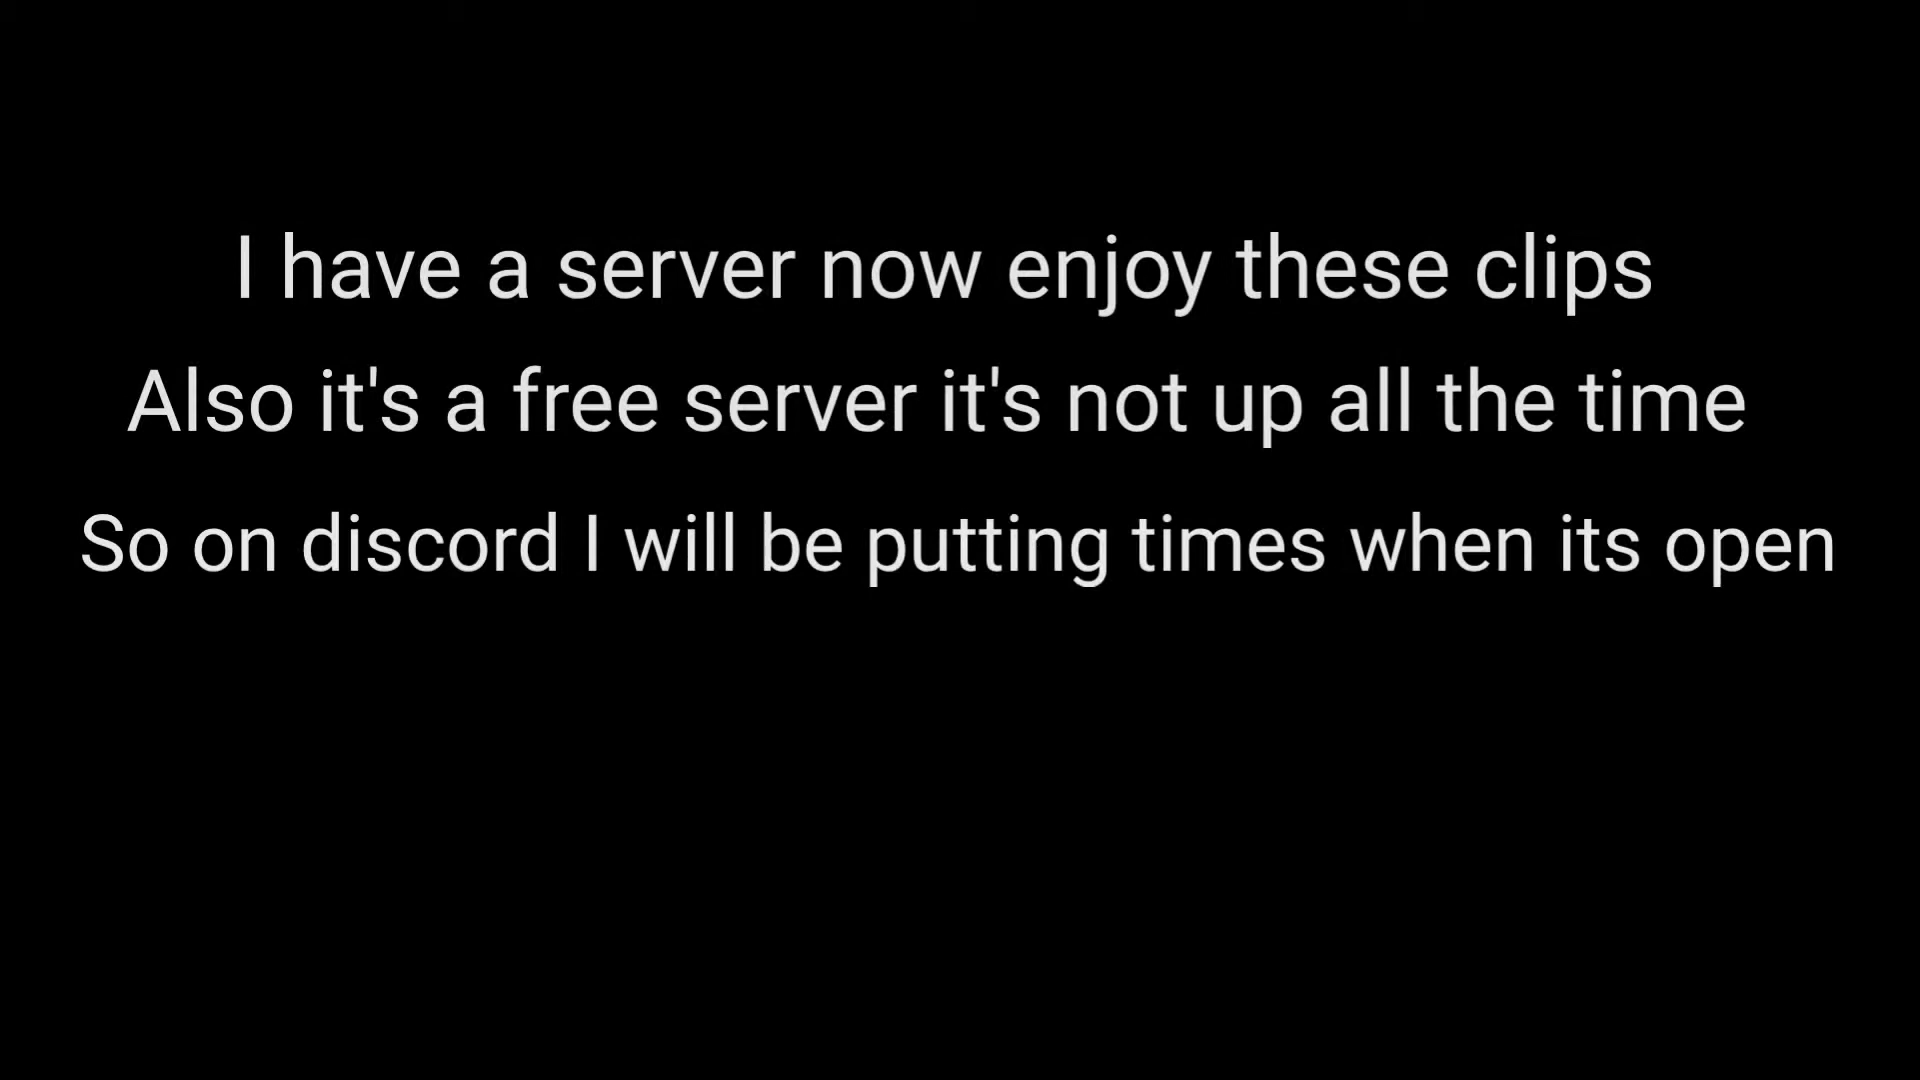 I have a server now enjoy these clips
Also it's a free server it's not up all the time
So on discord I will be putting times when its open